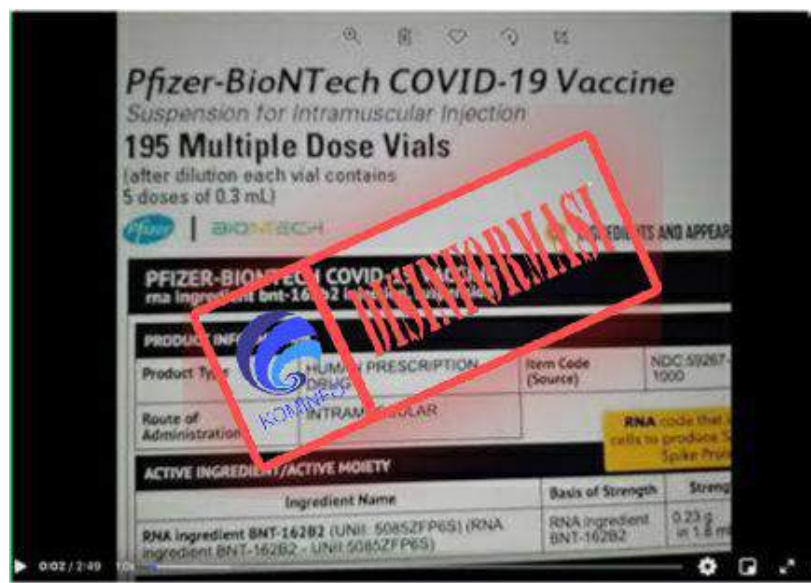 Pfizer-BioNTech COVID-19 Vaccine
Suspension for Intramuscular Injection
195 Multiple Dose Vials
(after dilution each vial contains
5 doses of 0.3 mL)
Pfizer | BIONTECH
AND APPEAR
DISINFORMASI
KOMINFO
PFIZER-BIONTECH COVID-19
rna ingredient bnt-162b2
PRODUCT
Product Type
HUMAN PRESCRIPTION
DRUG
Item Code
(Source)
NDC:59267-
1000
Route of
Administration
INTRAMUSCULAR
RNA code that
cells to produce S
Spike Prot
ACTIVE INGREDIENT/ACTIVE MOIETY
Ingredient Name
Basis of Strength
Streng
RNA ingredient BNT-162B2 (UNII: 5085ZFP6S) (RNA
ingredient BNT-162B2 - UNII:5085ZFP6S)
RNA ingredient
BNT-162B2
0.23 g
in 1.8 m
0:02 / 2:49